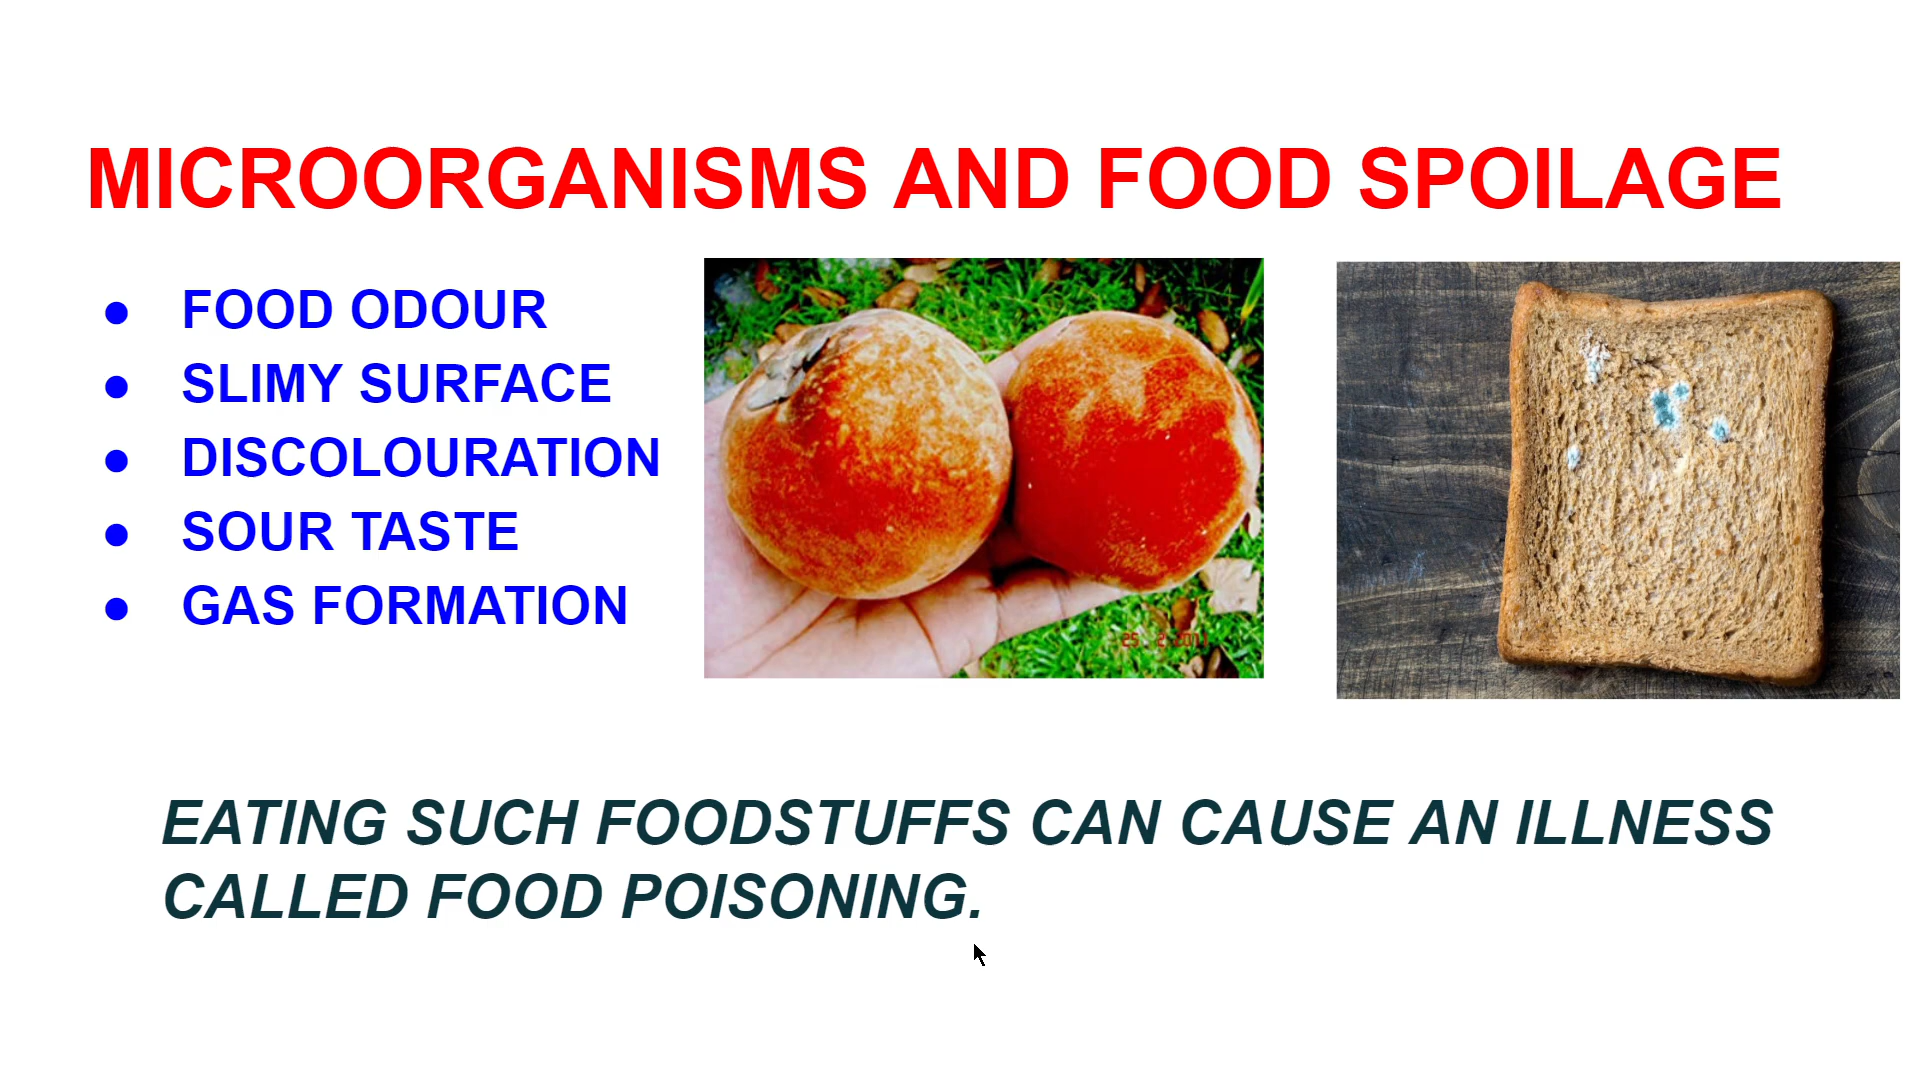 MICROORGANISMS AND FOOD SPOILAGE
● FOOD ODOUR
● SLIMY SURFACE
● DISCOLOURATION
● SOUR TASTE
● GAS FORMATION
EATING SUCH FOODSTUFFS CAN CAUSE AN ILLNESS
CALLED FOOD POISONING.